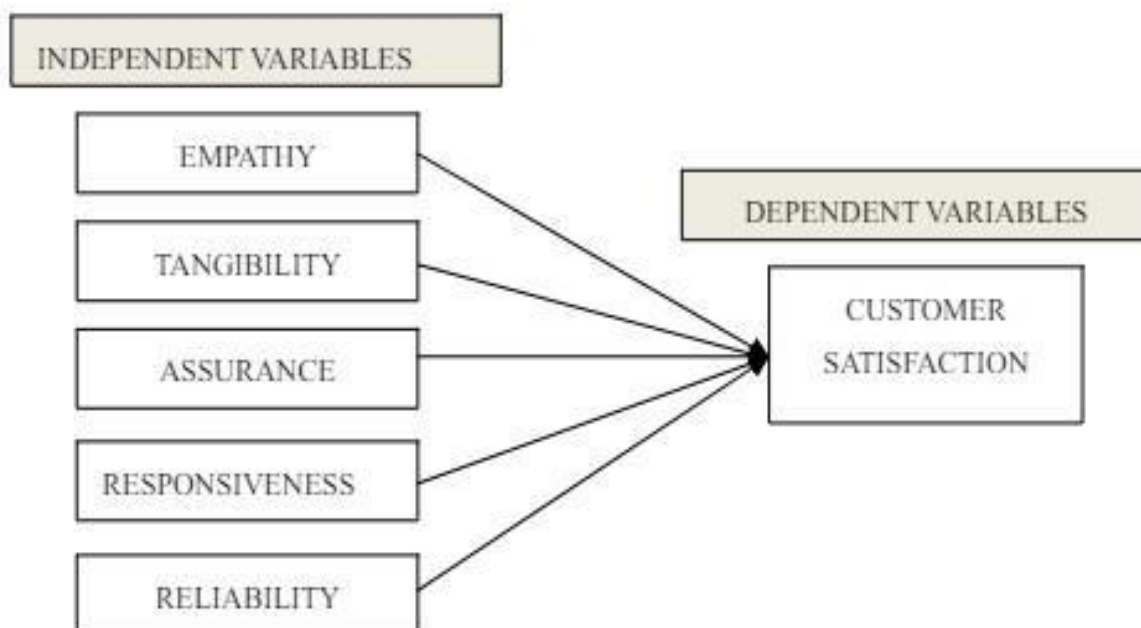 INDEPENDENT VARIABLES
EMPATHY
TANGIBILITY
ASSURANCE
RESPONSIVENESS
RELIABILITY
DEPENDENT VARIABLES
CUSTOMER
SATISFACTION